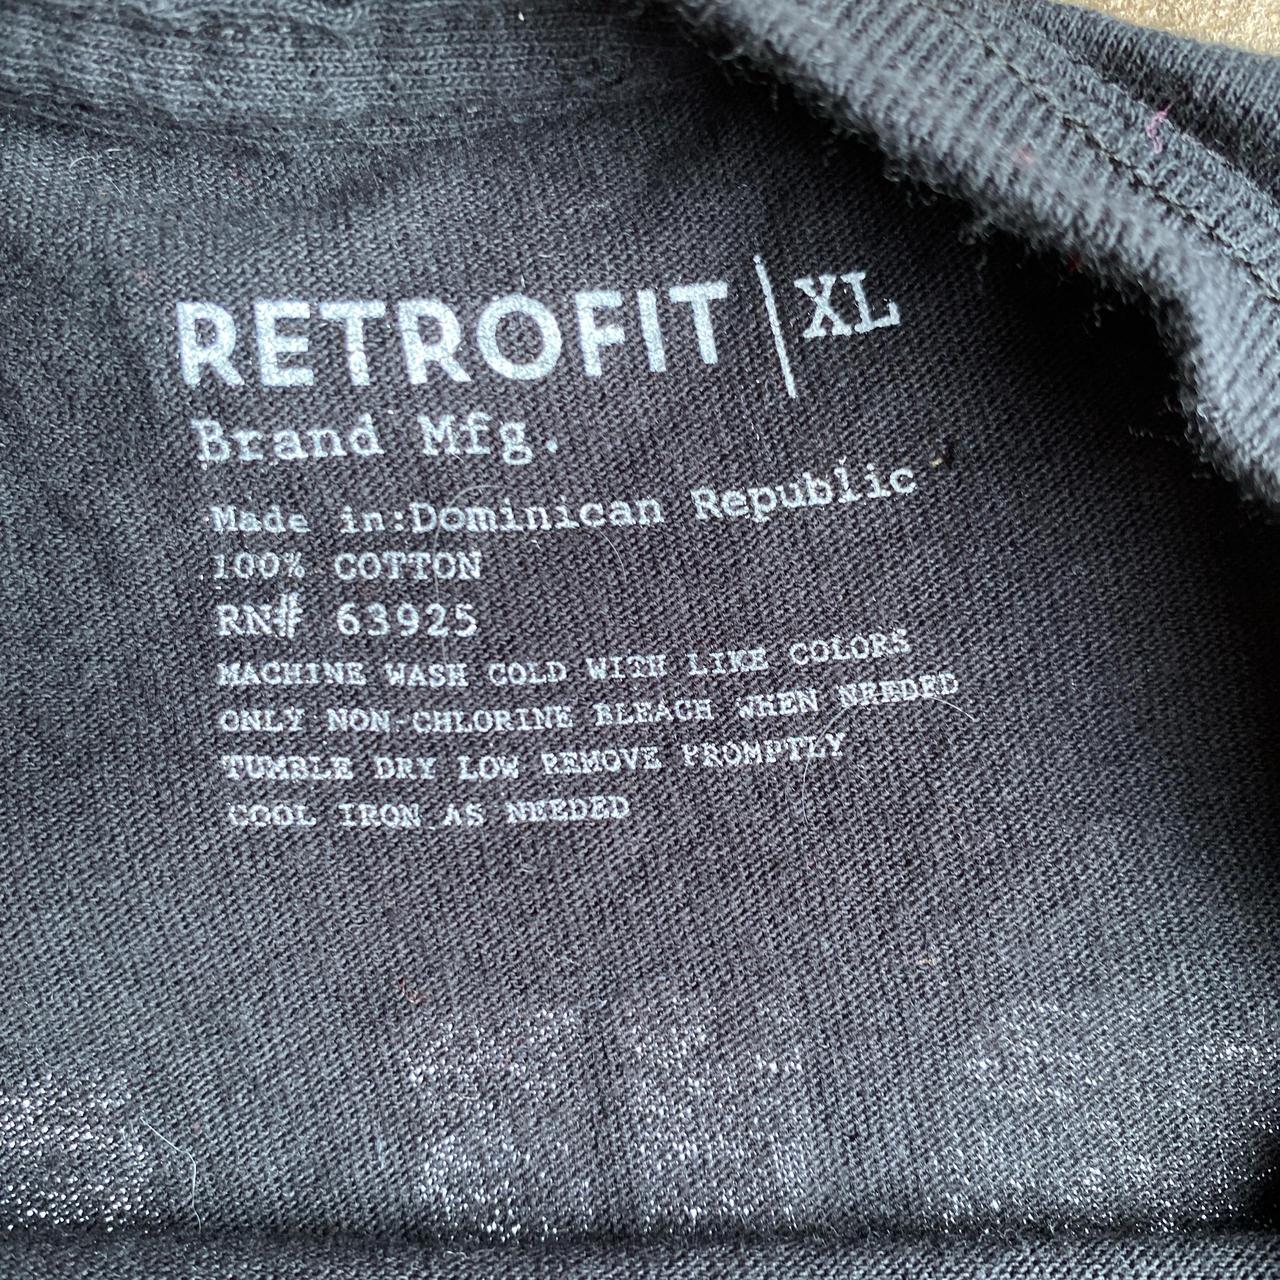 RETROFIT | XL
Brand Mfg.
Made in:Dominican Republic
100% COTTON
RN# 63925
MACHINE WASH COLD WITH LIKE COLORS
ONLY NON-CHLORINE BLEACH WHEN NEEDED
TUMBLE DRY LOW REMOVE PROMPTLY
COOL IRON AS NEEDED